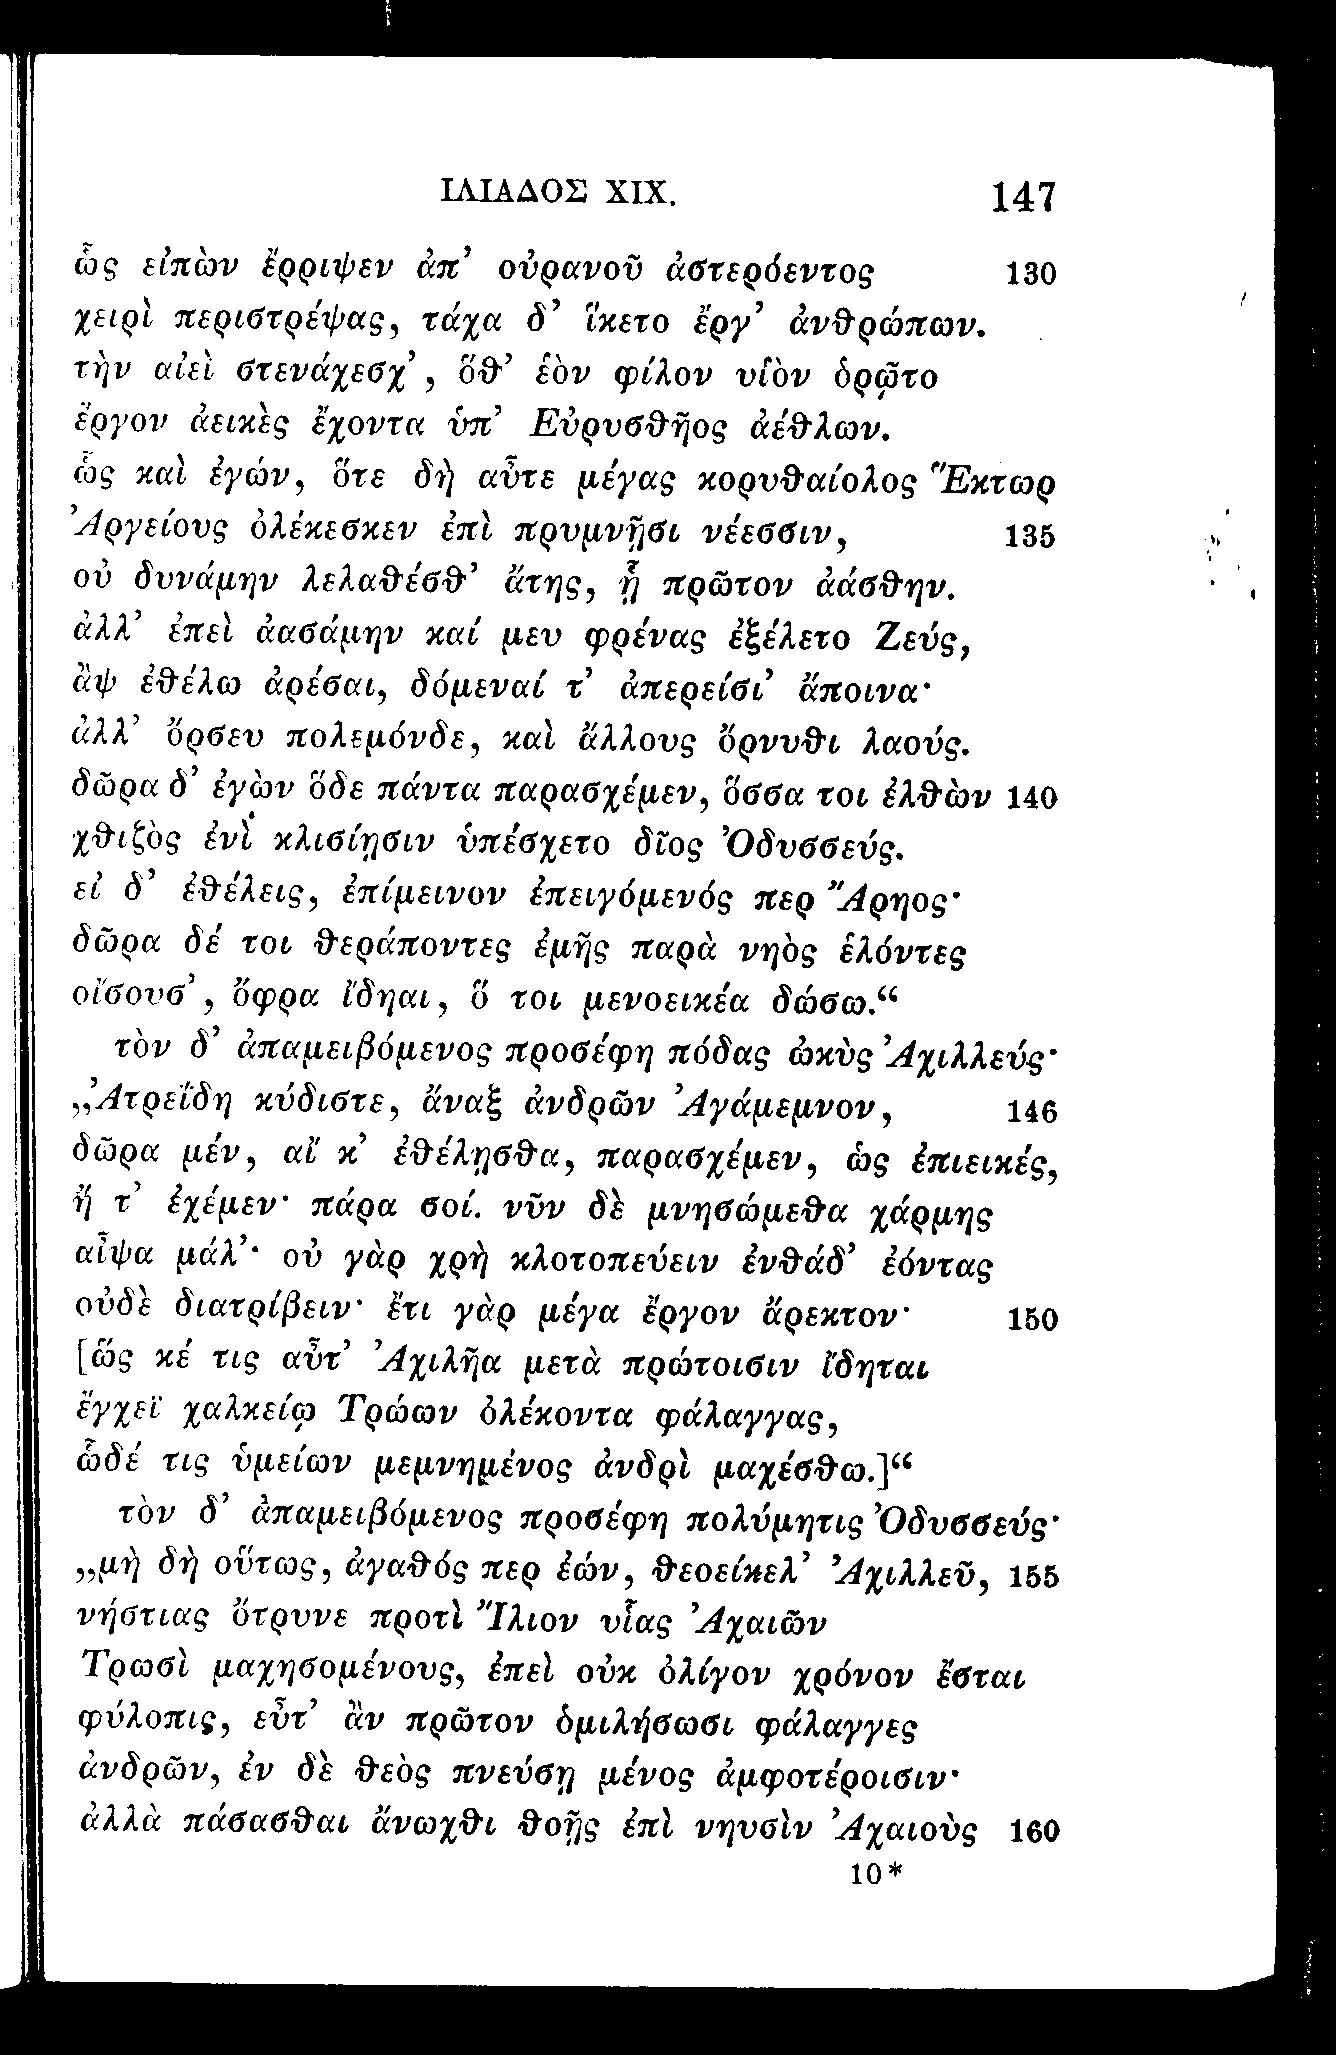 ΙΛΙΑΔΟΣ XIX. 147
ὣς εἰπὼν ἔρριψεν ἀπ’ οὐρανοῦ ἀστερόεντος 130
χειρὶ περιστρέψας, τάχα δ’ ἵκετο ἔργ’ ἀνθρώπων.
τὴν αἰεὶ στενάχεσχ’, ὅθ’ ἑὸν φίλον υἱὸν ὁρῷτο
ἔργον ἀεικὲς ἔχοντα ὑπ’ Εὐρυσθῆος ἀέθλων.
ὣς καὶ ἐγών, ὅτε δὴ αὖτε μέγας κορυθαίολος Ἕκτωρ
Ἀργείους ὀλέκεσκεν ἐπὶ πρυμνῇσι νέεσσιν, 135
οὐ δυνάμην λελαθέσθ’ ἄτης, ᾗ πρῶτον ἀάσθην.
ἀλλ’ ἐπεὶ ἀασάμην καί μευ φρένας ἐξέλετο Ζεύς,
ἂψ ἐθέλω ἀρέσαι, δόμεναί τ’ ἀπερείσι’ ἄποινα·
ἀλλ’ ὄρσευ πολεμόνδε, καὶ ἄλλους ὄρνυθι λαούς.
δῶρα δ’ ἐγὼν ὅδε πάντα παρασχέμεν, ὅσσα τοι ἐλθὼν 140
χθιζὸς ἐνὶ κλισίῃσιν ὑπέσχετο δῖος Ὀδυσσεύς.
εἰ δ’ ἐθέλεις, ἐπίμεινον ἐπειγόμενός περ Ἄρηος·
δῶρα δέ τοι θεράποντες ἐμῆς παρὰ νηὸς ἑλόντες
οἴσουσ’, ὄφρα ἴδηαι, ὅ τοι μενοεικέα δώσω.“
τὸν δ’ ἀπαμειβόμενος προσέφη πόδας ὠκὺς Ἀχιλλεύς·
„Ἀτρεΐδη κύδιστε, ἄναξ ἀνδρῶν Ἀγάμεμνον, 146
δῶρα μέν, αἴ κ’ ἐθέλῃσθα, παρασχέμεν, ὡς ἐπιεικές,
ἤ τ’ ἐχέμεν· πάρα σοί. νῦν δὲ μνησώμεθα χάρμης
αἶψα μάλ’· οὐ γὰρ χρὴ κλοτοπεύειν ἐνθάδ’ ἐόντας
οὐδὲ διατρίβειν· ἔτι γὰρ μέγα ἔργον ἄρεκτον· 150
[ὥς κέ τις αὖτ’ Ἀχιλῆα μετὰ πρώτοισιν ἴδηται
ἔγχεϊ χαλκείῳ Τρώων ὀλέκοντα φάλαγγας,
ὧδέ τις ὑμείων μεμνημένος ἀνδρὶ μαχέσθω.]“
τὸν δ’ ἀπαμειβόμενος προσέφη πολύμητις Ὀδυσσεύς·
„μὴ δὴ οὕτως, ἀγαθός περ ἐών, θεοείκελ’ Ἀχιλλεῦ, 155
νήστιας ὄτρυνε προτὶ Ἴλιον υἷας Ἀχαιῶν
Τρωσὶ μαχησομένους, ἐπεὶ οὐκ ὀλίγον χρόνον ἔσται
φύλοπις, εὖτ’ ἂν πρῶτον ὁμιλήσωσι φάλαγγες
ἀνδρῶν, ἐν δὲ θεὸς πνεύσῃ μένος ἀμφοτέροισιν·
ἀλλὰ πάσασθαι ἄνωχθι θοῇς ἐπὶ νηυσὶν Ἀχαιοὺς 160
10*